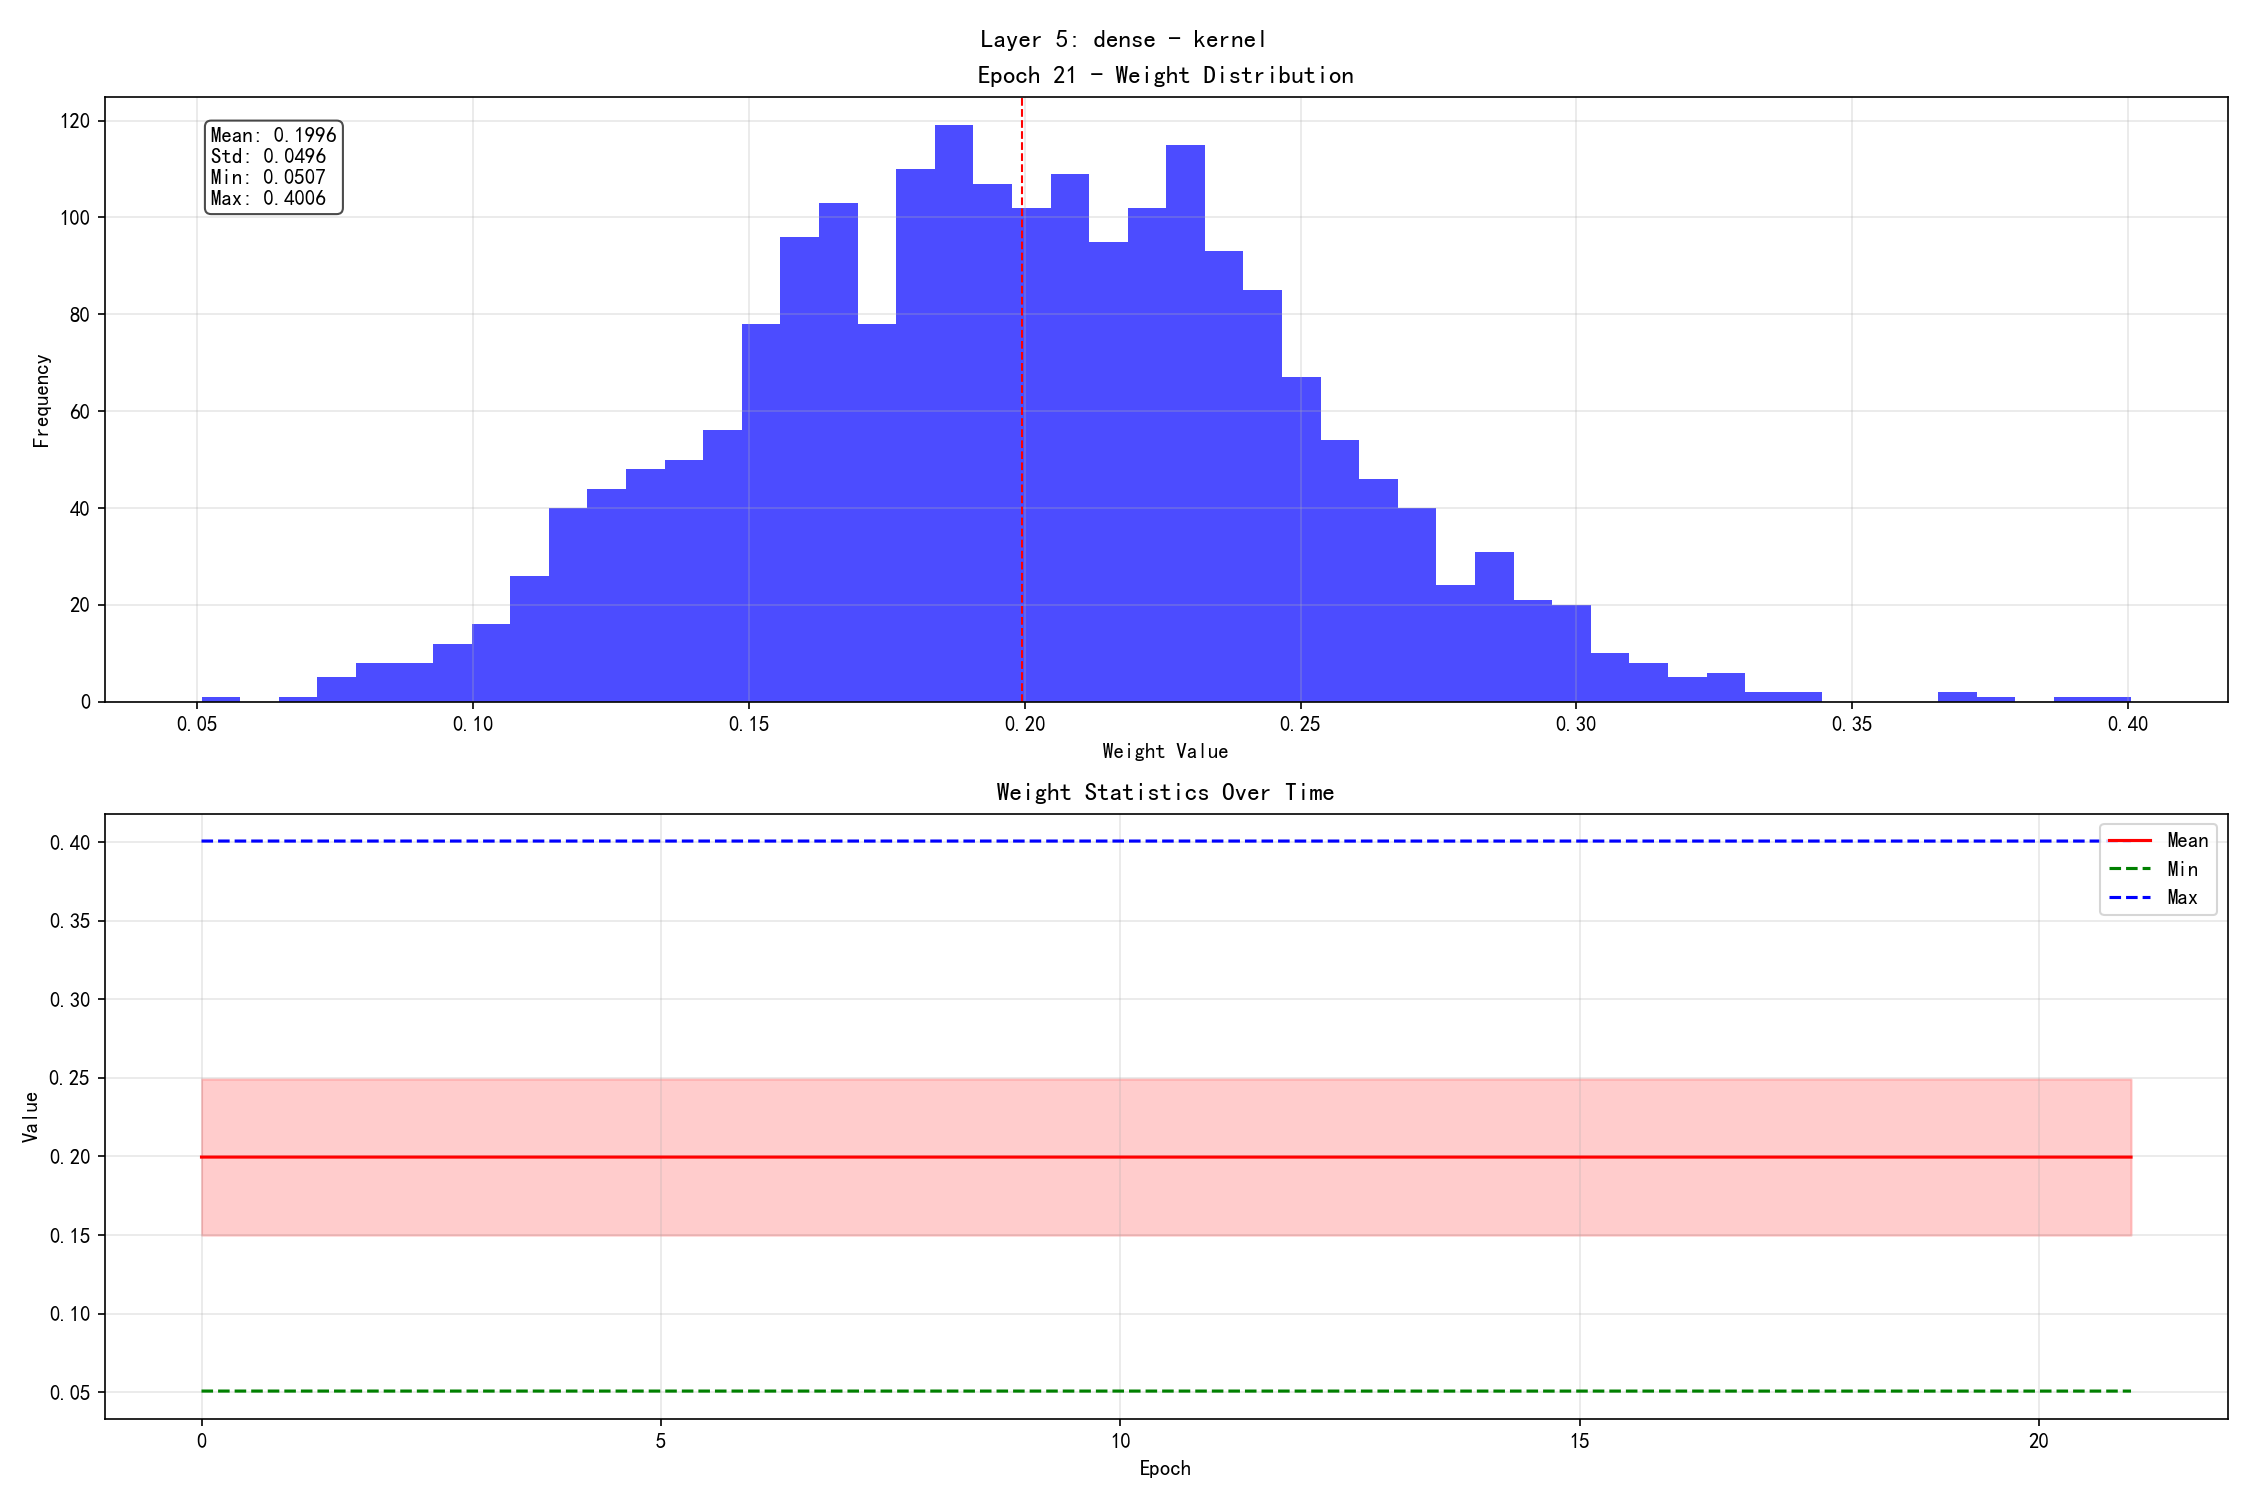 Layer 5: dense - kernel
Epoch 21 - Weight Distribution
120
100
80
60
40
20
0
Frequency
Mean: 0.1996
Std: 0.0496
Min: 0.0507
Max: 0.4006
0.05 0.10 0.15 0.20 0.25 0.30 0.35 0.40
Weight Value
Weight Statistics Over Time
0.40
0.35
0.30
0.25
0.20
0.15
0.10
0.05
Value
Mean
Min
Max
0 5 10 15 20
Epoch